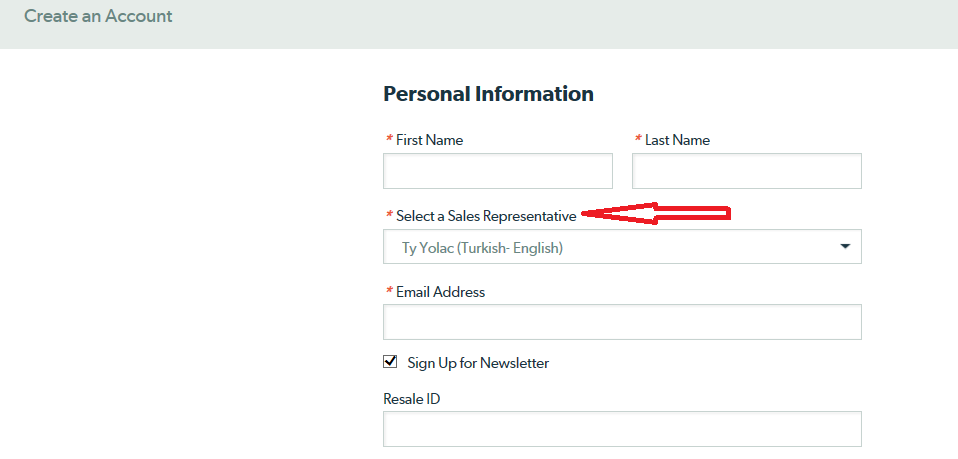 Create an Account
Personal Information
* First Name
* Last Name
* Select a Sales Representative
Ty Yolac (Turkish- English)
* Email Address
Sign Up for Newsletter
Resale ID